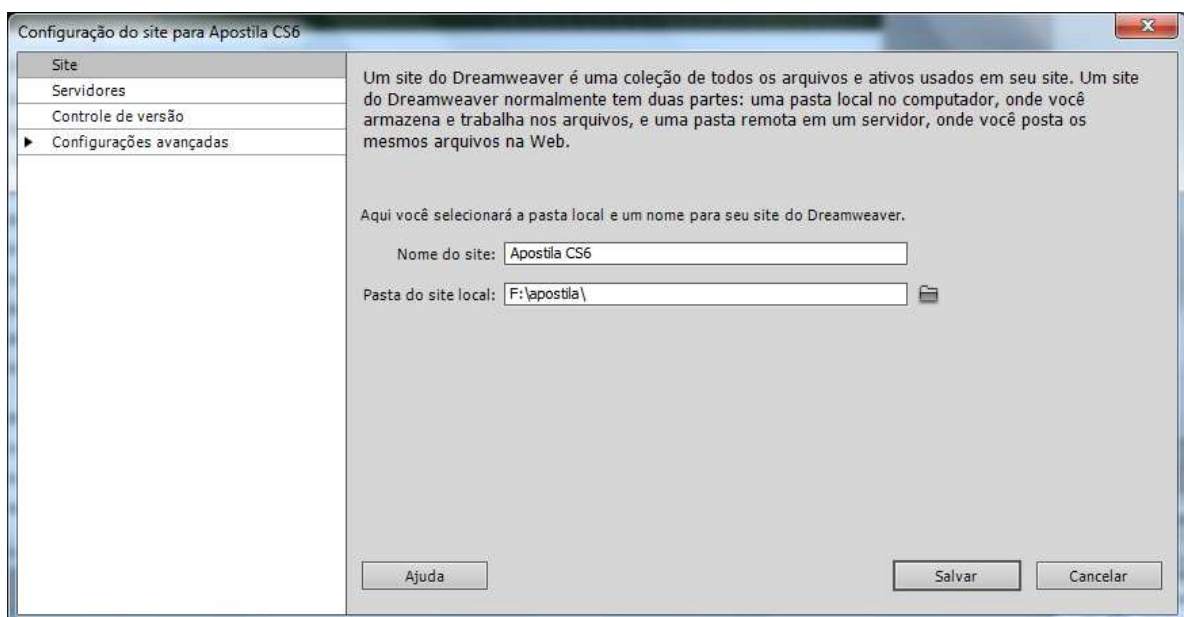 Configuração do site para Apostila CS6
Site
Servidores
Controle de versão
Configurações avançadas
Um site do Dreamweaver é uma coleção de todos os arquivos e ativos usados em seu site. Um site
do Dreamweaver normalmente tem duas partes: uma pasta local no computador, onde você
armazena e trabalha nos arquivos, e uma pasta remota em um servidor, onde você posta os
mesmos arquivos na Web.
Aqui você selecionará a pasta local e um nome para seu site do Dreamweaver.
Nome do site: Apostila CS6
Pasta do site local: F:\apostila\
Ajuda Salvar Cancelar